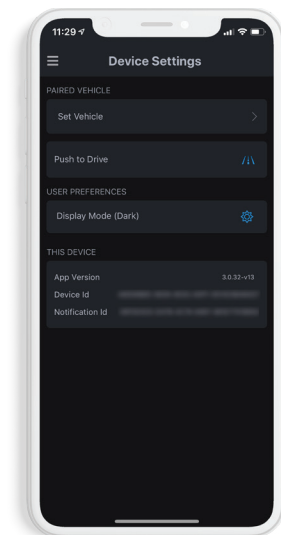 11:29
Device Settings
PAIRED VEHICLE
Set Vehicle
Push to Drive
USER PREFERENCES
Display Mode (Dark)
THIS DEVICE
App Version 3.0.32-v13
Device Id
Notification Id